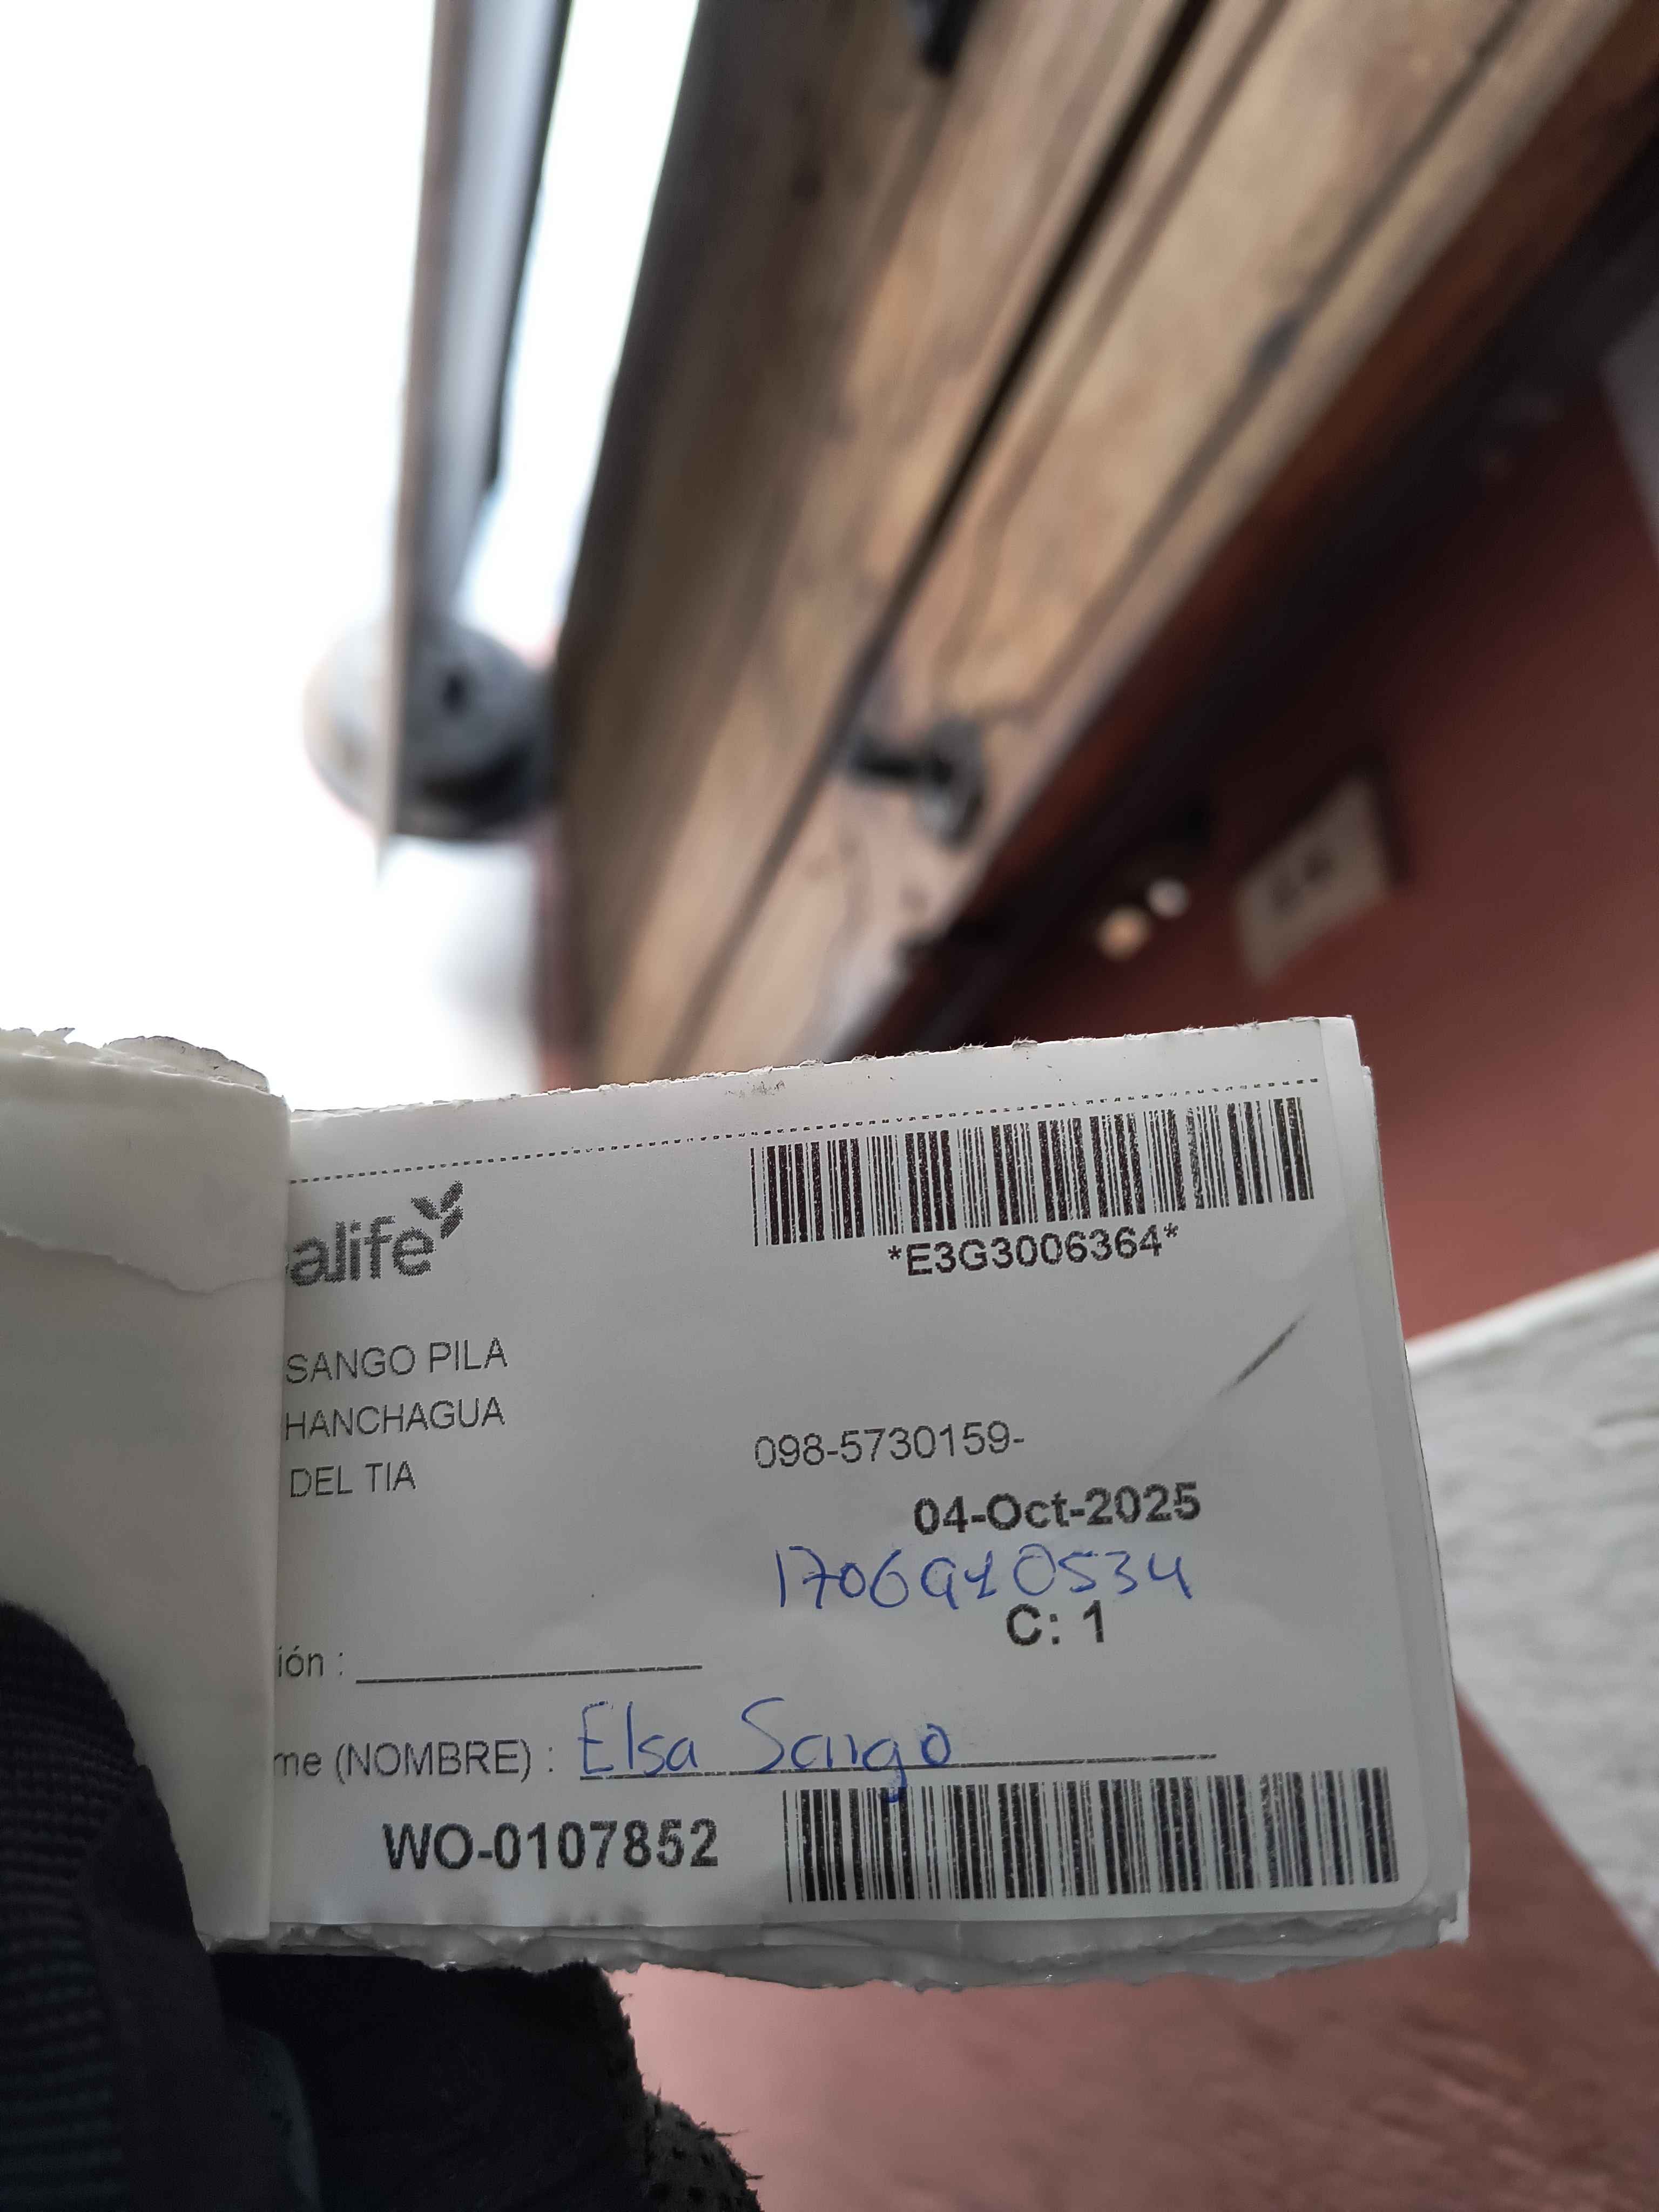 alife
*E3G3006364*
SANGO PILA
HANCHAGUA
098-5730159-
DEL TIA
04-Oct-2025
1706910534
C: 1
ión :
me (NOMBRE) : Elsa Sango
WO-0107852